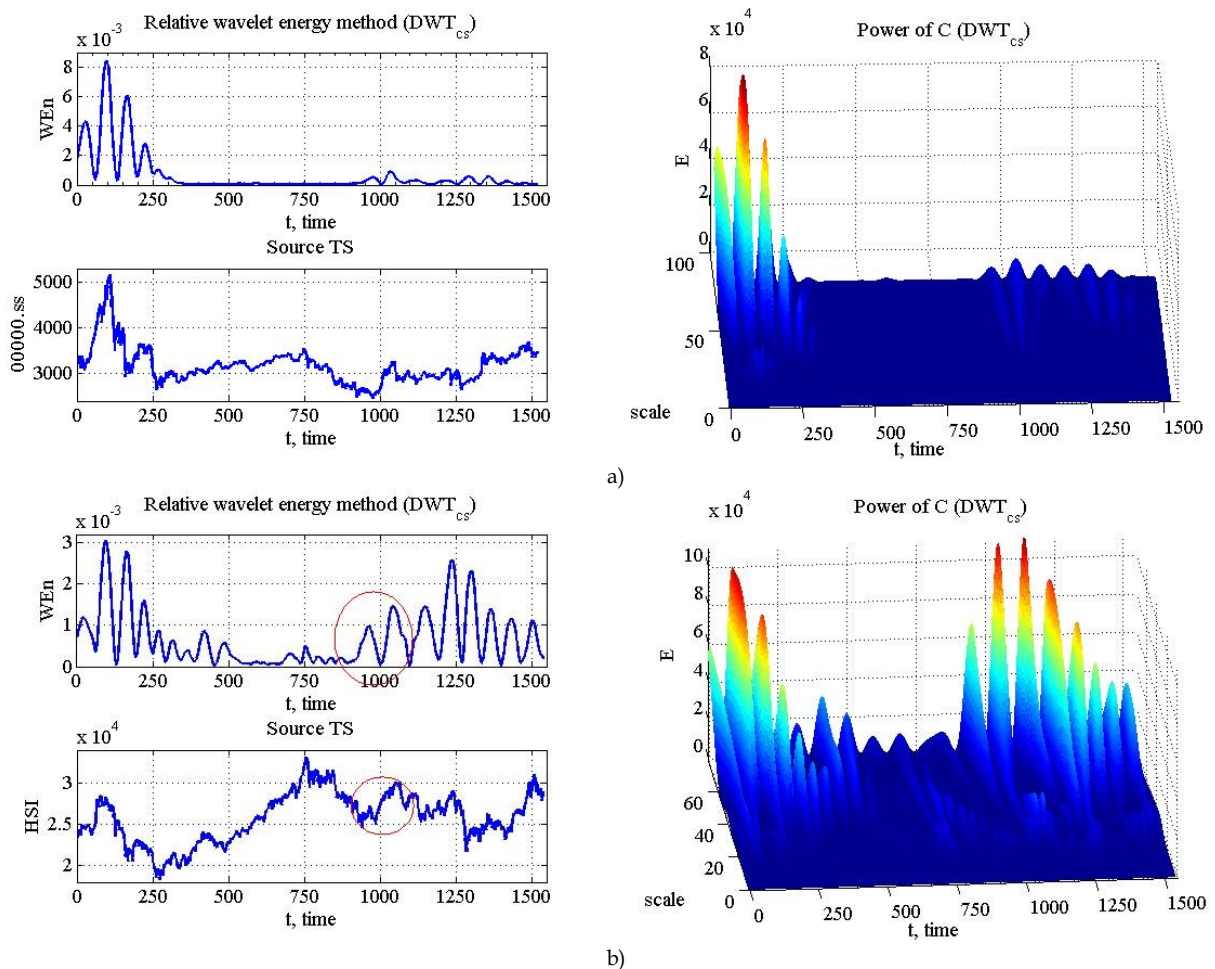 Relative wavelet energy method (DWTcs)
x 10^-3
8
6
4
2
0
WEn
0 250 500 750 1000 1250 1500
t, time
Source TS
5000
4000
3000
00000.ss
0 250 500 750 1000 1250 1500
t, time
x 10^4
Power of C (DWTcs)
8
6
4
2
0
E
100
50
0
scale
0 250 500 750 1000 1250 1500
t, time
a)
Relative wavelet energy method (DWTcs)
x 10^-3
3
2
1
0
WEn
0 250 500 750 1000 1250 1500
t, time
Source TS
x 10^4
3
2.5
2
HSI
0 250 500 750 1000 1250 1500
t, time
x 10^4
Power of C (DWTcs)
10
8
6
4
2
0
E
60
40
20
0
scale
0 250 500 750 1000 1250 1500
t, time
b)